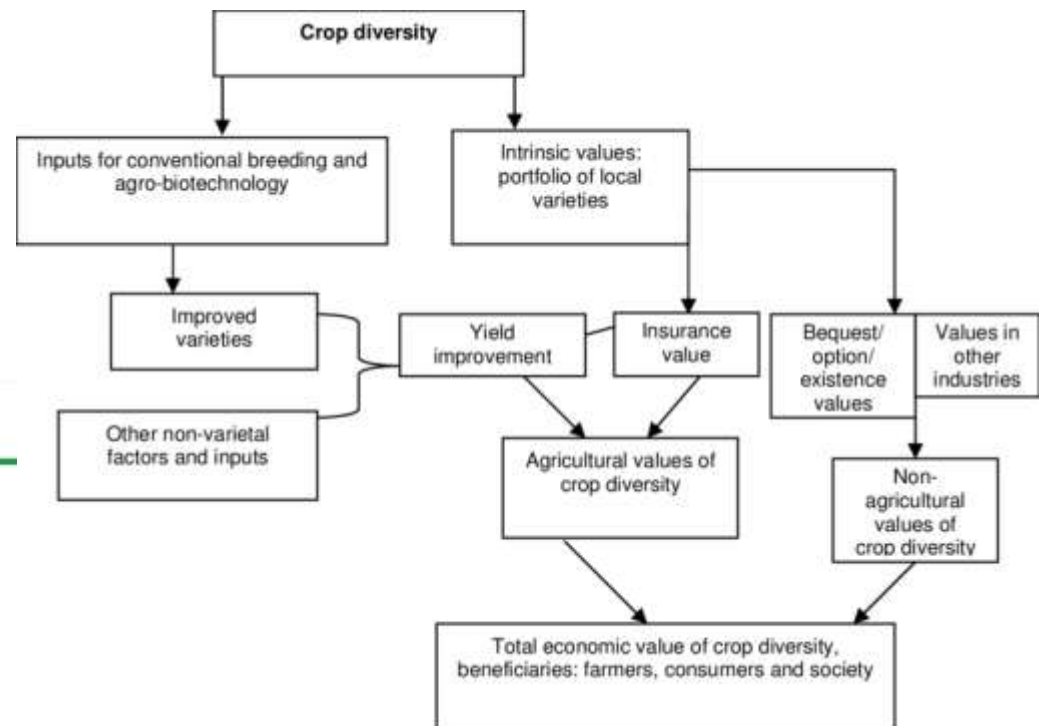 Crop diversity
Inputs for conventional breeding and
agro-biotechnology
Intrinsic values:
portfolio of local
varieties
Improved
varieties
Yield
improvement
Insurance
value
Bequest/
option/
existence
values
Values in
other
industries
Other non-varietal
factors and inputs
Agricultural values of
crop diversity
Non-
agricultural
values of
crop diversity
Total economic value of crop diversity,
beneficiaries: farmers, consumers and society